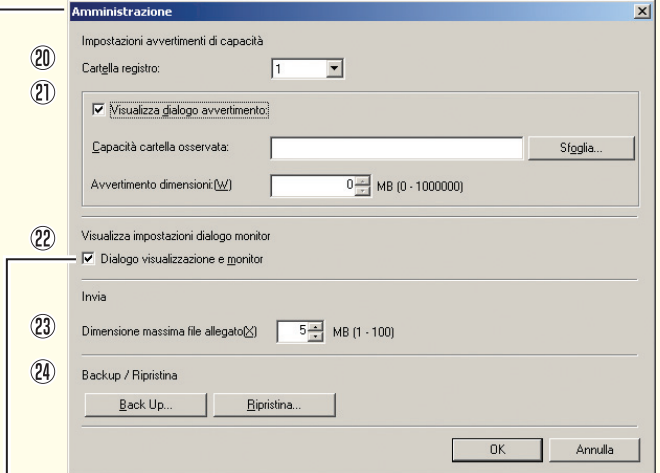 Amministrazione
Impostazioni avvertimenti di capacità
⑳ Cartella registro: 1
㉑ Visualizza dialogo avvertimento:
Capacità cartella osservata: Sfoglia...
Avvertimento dimensioni:(W) 0 MB (0 - 1000000)
㉒ Visualizza impostazioni dialogo monitor
Dialogo visualizzazione e monitor
Invia
㉓ Dimensione massima file allegato(X) 5 MB (1 - 100)
㉔ Backup / Ripristina
Back Up... Ripristina...
OK Annulla